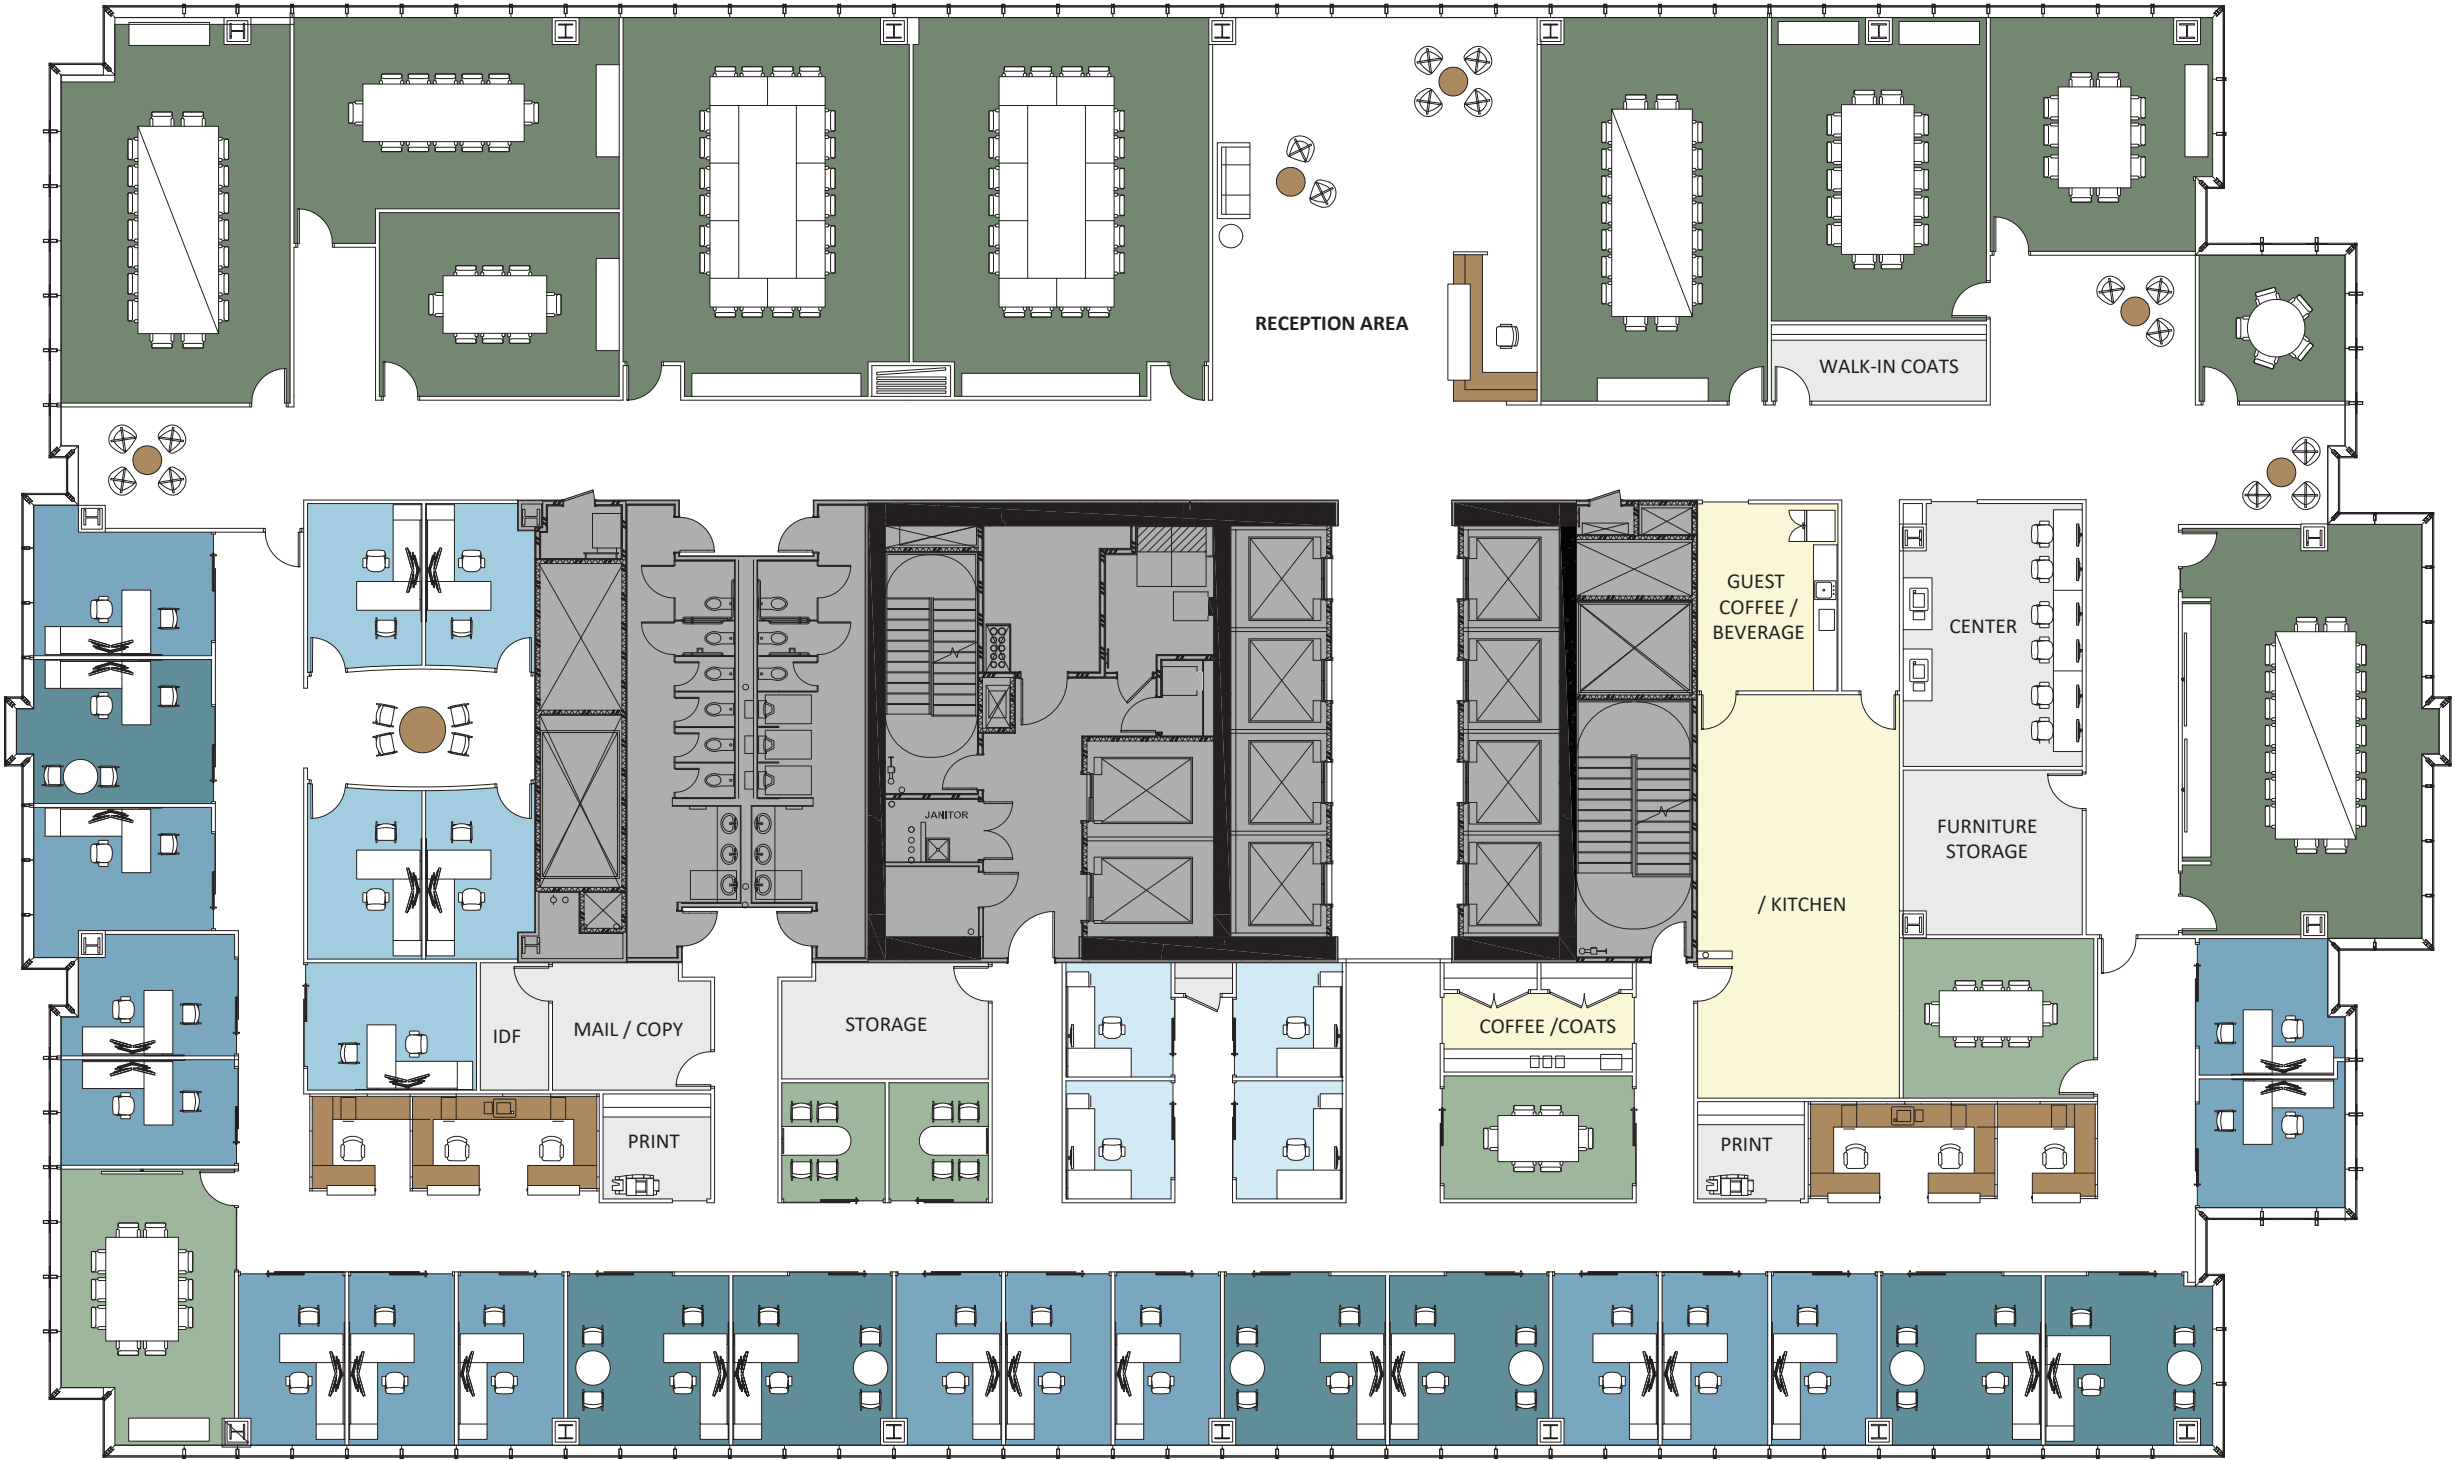 RECEPTION AREA
WALK-IN COATS
GUEST
COFFEE /
BEVERAGE
CENTER
JANITOR
FURNITURE
STORAGE
/ KITCHEN
IDF
MAIL / COPY
STORAGE
COFFEE /COATS
PRINT
PRINT